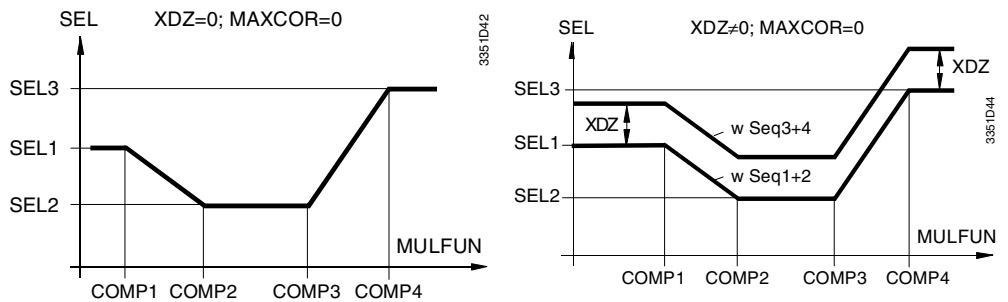 SEL XDZ=0; MAXCOR=0
3351D42
SEL3
SEL1
SEL2
MULFUN
COMP1 COMP2 COMP3 COMP4
SEL XDZ≠0; MAXCOR=0
3351D44
XDZ
SEL3
XDZ
w Seq3+4
SEL1
w Seq1+2
SEL2
MULFUN
COMP1 COMP2 COMP3 COMP4